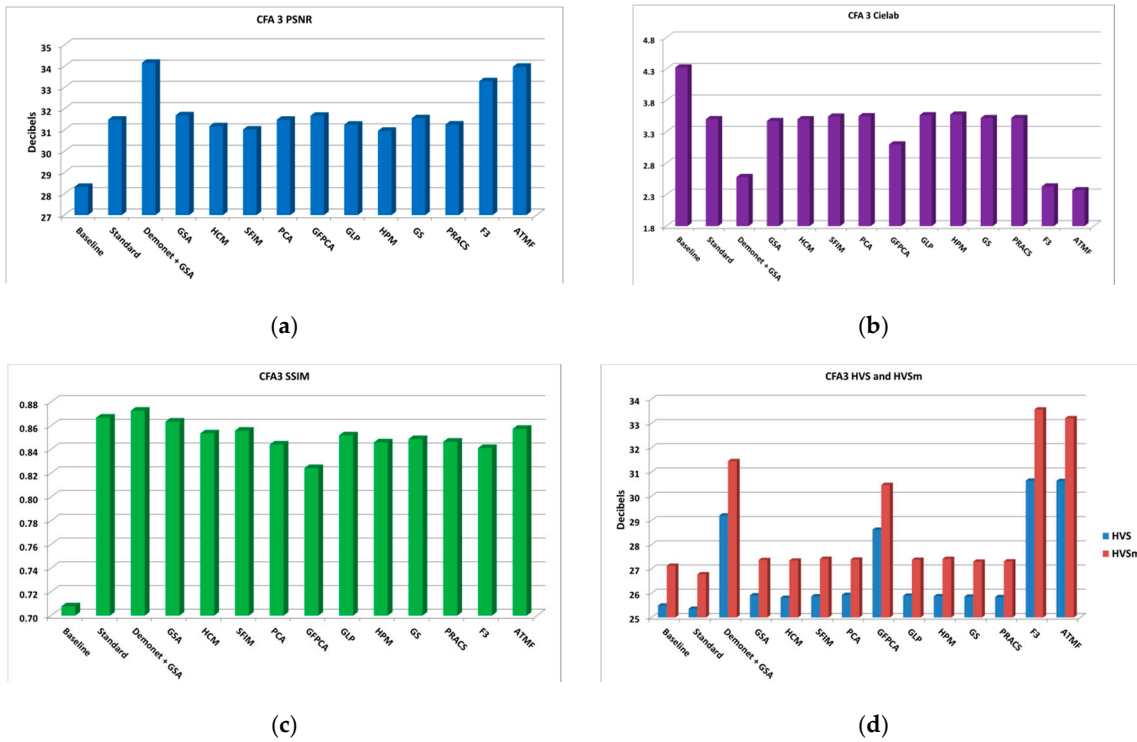 CFA 3 PSNR
Decibels
35
34
33
32
31
30
29
28
27
Baseline
Standard
Demonet + GSA
GSA
HCM
SFIM
PCA
GFPCA
GLP
HPM
GS
PRACS
F3
ATMF
(a)
CFA 3 Cielab
4.8
4.3
3.8
3.3
2.8
2.3
1.8
Baseline
Standard
Demonet + GSA
GSA
HCM
SFIM
PCA
GFPCA
GLP
HPM
GS
PRACS
F3
ATMF
(b)
CFA3 SSIM
0.88
0.86
0.84
0.82
0.80
0.78
0.76
0.74
0.72
0.70
Baseline
Standard
Demonet + GSA
GSA
HCM
SFIM
PCA
GFPCA
GLP
HPM
GS
PRACS
F3
ATMF
(c)
CFA3 HVS and HVSm
Decibels
34
33
32
31
30
29
28
27
26
25
Baseline
Standard
Demonet + GSA
GSA
HCM
SFIM
PCA
GFPCA
GLP
HPM
GS
PRACS
F3
ATMF
HVS
HVSm
(d)